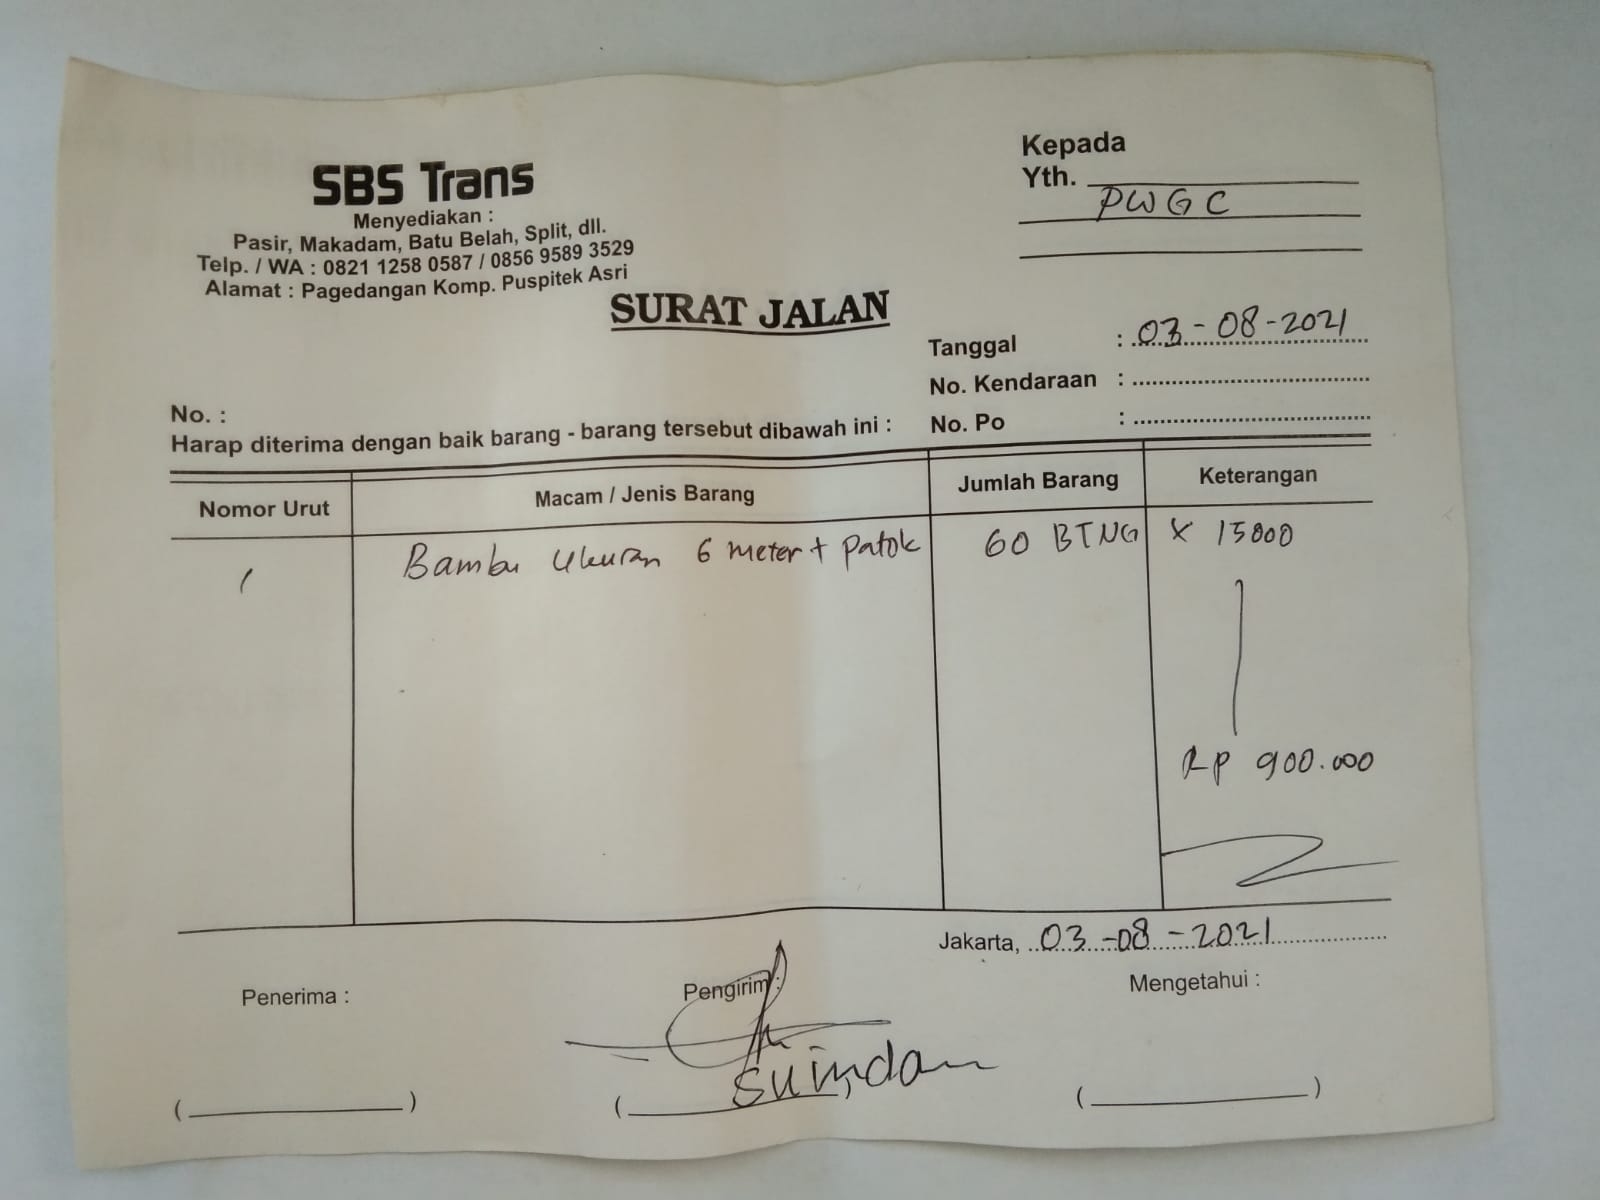 SBS Trans
Menyediakan :
Pasir, Makadam, Batu Belah, Split, dll.
Telp. / WA : 0821 1258 0587 / 0856 9589 3529
Alamat : Pagedangan Komp. Puspitek Asri
Kepada
Yth.
PWGC
SURAT JALAN
Tanggal : 03-08-2021
No. Kendaraan :
No. Po :
No. :
Harap diterima dengan baik barang - barang tersebut dibawah ini :
Nomor Urut Macam / Jenis Barang Jumlah Barang Keterangan
1 Bambu Ukuran 6 meter + patok 60 BTNG x 15000
Rp 900.000
Jakarta, 03-08-2021
Penerima : Pengirim : Mengetahui :
( ) ( ) ( )